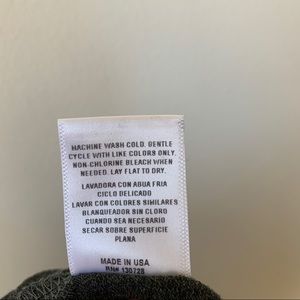 MACHINE WASH COLD. GENTLE
CYCLE WITH LIKE COLORS ONLY.
NON-CHLORINE BLEACH WHEN
NEEDED. LAY FLAT TO DRY.
LAVADORA CON AGUA FRIA
CICLO DELICADO
LAVAR CON COLORES SIMILARES
BLANQUEADOR SIN CLORO
CUANDO SEA NECESARIO
SECAR SOBRE SUPERFICIE
PLANA
MADE IN USA
RN# 130728